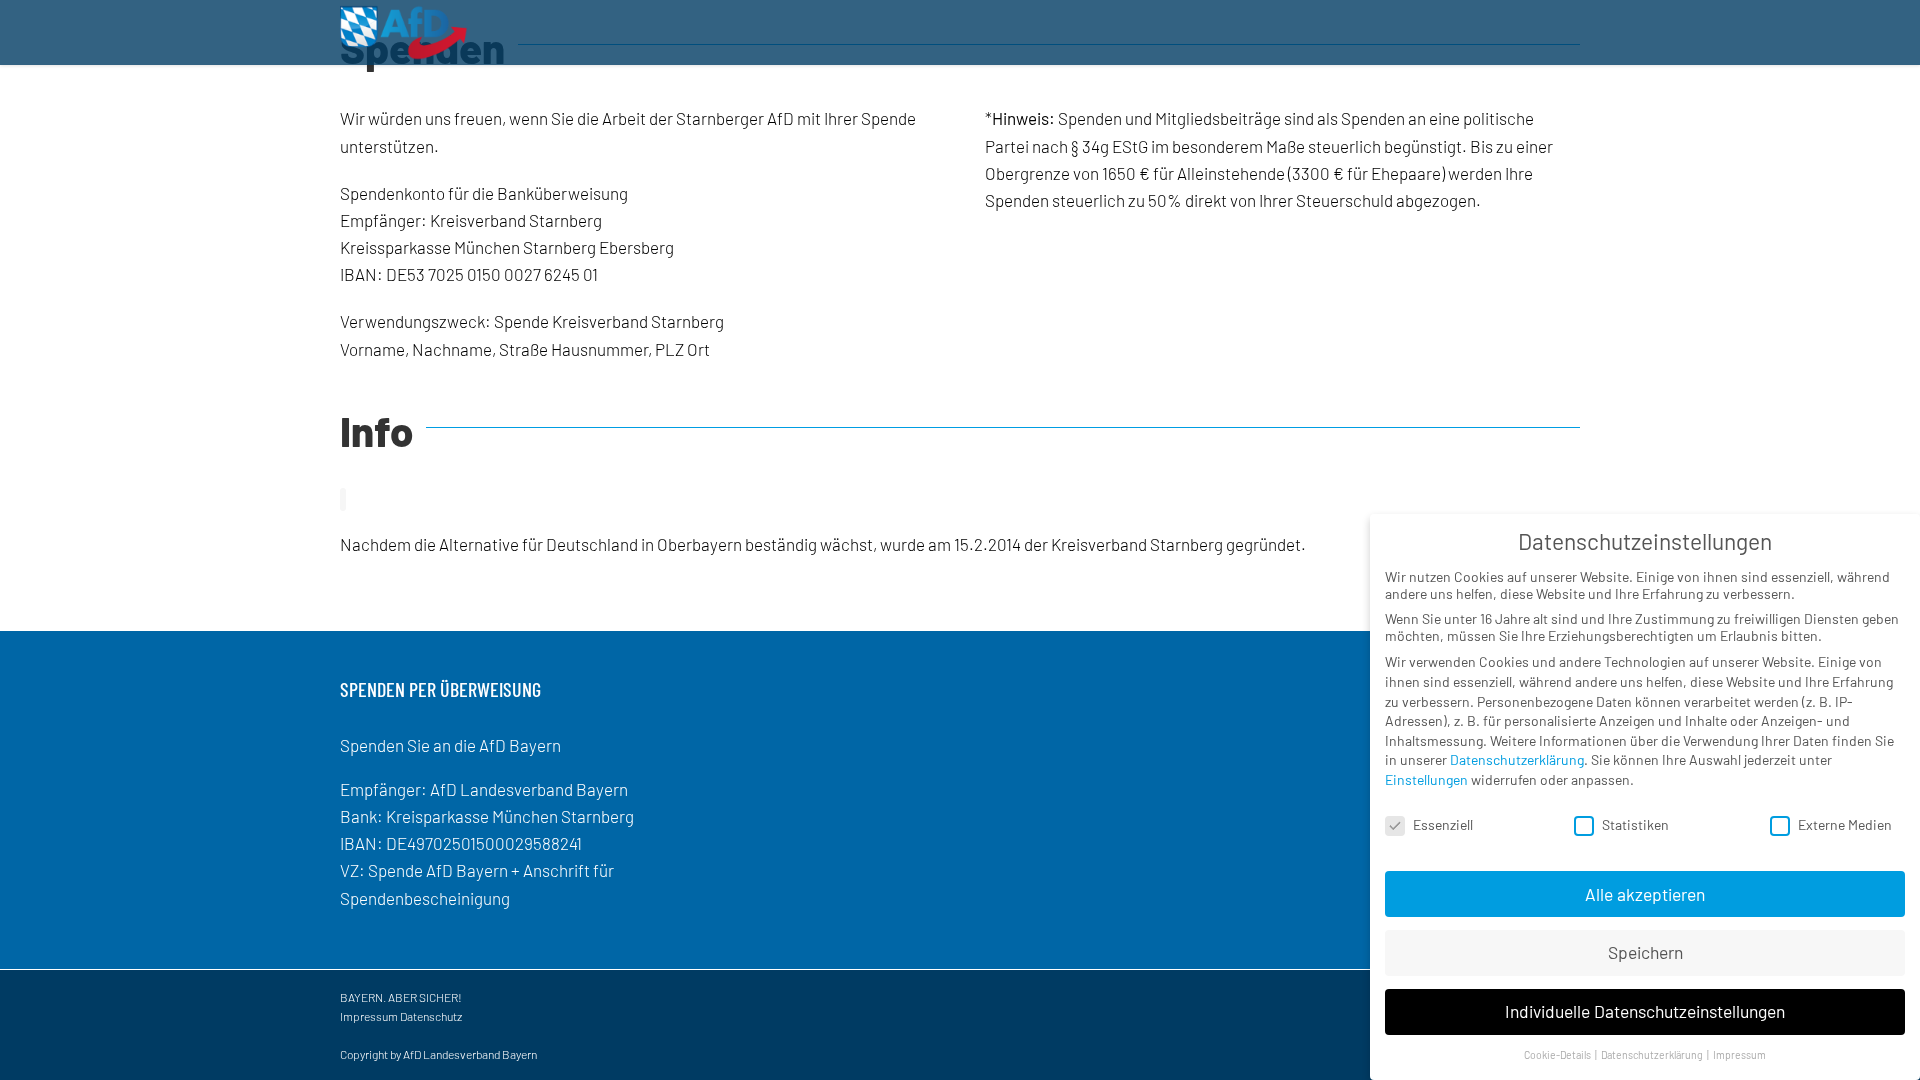 AfD
Spenden
Wir würden uns freuen, wenn Sie die Arbeit der Starnberger AfD mit Ihrer Spende
unterstützen.
Spendenkonto für die Banküberweisung
Empfänger: Kreisverband Starnberg
Kreissparkasse München Starnberg Ebersberg
IBAN: DE53 7025 0150 0027 6245 01
Verwendungszweck: Spende Kreisverband Starnberg
Vorname, Nachname, Straße Hausnummer, PLZ Ort
*Hinweis: Spenden und Mitgliedsbeiträge sind als Spenden an eine politische
Partei nach § 34g EStG im besonderem Maße steuerlich begünstigt. Bis zu einer
Obergrenze von 1650 € für Alleinstehende (3300 € für Ehepaare) werden Ihre
Spenden steuerlich zu 50% direkt von Ihrer Steuerschuld abgezogen.
Info
Nachdem die Alternative für Deutschland in Oberbayern beständig wächst, wurde am 15.2.2014 der Kreisverband Starnberg gegründet.
SPENDEN PER ÜBERWEISUNG
Spenden Sie an die AfD Bayern
Empfänger: AfD Landesverband Bayern
Bank: Kreisparkasse München Starnberg
IBAN: DE49702501500029588241
VZ: Spende AfD Bayern + Anschrift für
Spendenbescheinigung
BAYERN. ABER SICHER!
Impressum Datenschutz
Copyright by AfD Landesverband Bayern
Datenschutzeinstellungen
Wir nutzen Cookies auf unserer Website. Einige von ihnen sind essenziell, während
andere uns helfen, diese Website und Ihre Erfahrung zu verbessern.
Wenn Sie unter 16 Jahre alt sind und Ihre Zustimmung zu freiwilligen Diensten geben
möchten, müssen Sie Ihre Erziehungsberechtigten um Erlaubnis bitten.
Wir verwenden Cookies und andere Technologien auf unserer Website. Einige von
ihnen sind essenziell, während andere uns helfen, diese Website und Ihre Erfahrung
zu verbessern. Personenbezogene Daten können verarbeitet werden (z. B. IP-
Adressen), z. B. für personalisierte Anzeigen und Inhalte oder Anzeigen- und
Inhaltsmessung. Weitere Informationen über die Verwendung Ihrer Daten finden Sie
in unserer Datenschutzerklärung. Sie können Ihre Auswahl jederzeit unter
Einstellungen widerrufen oder anpassen.
Essenziell Statistiken Externe Medien
Alle akzeptieren
Speichern
Individuelle Datenschutzeinstellungen
Cookie-Details | Datenschutzerklärung | Impressum